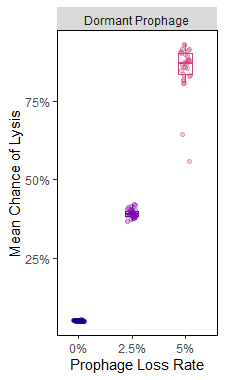 Dormant Prophage
Mean Chance of Lysis
75%
50%
25%
0% 2.5% 5%
Prophage Loss Rate